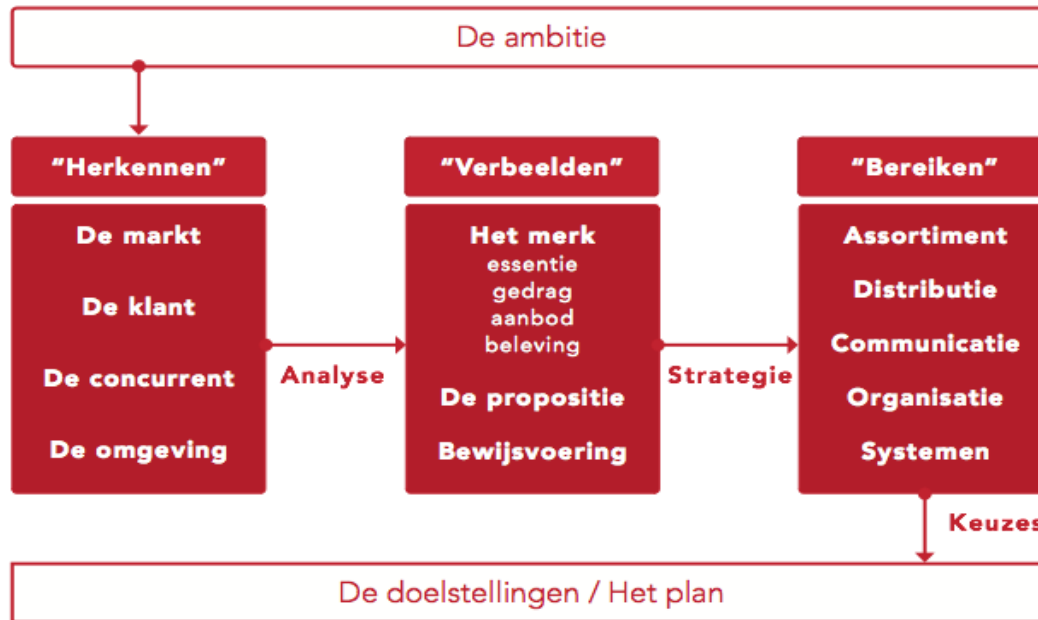 De ambitie
"Herkennen"
De markt
De klant
De concurrent
De omgeving
Analyse
"Verbeelden"
Het merk
essentie
gedrag
aanbod
beleving
De propositie
Bewijsvoering
Strategie
"Bereiken"
Assortiment
Distributie
Communicatie
Organisatie
Systemen
Keuzes
De doelstellingen / Het plan